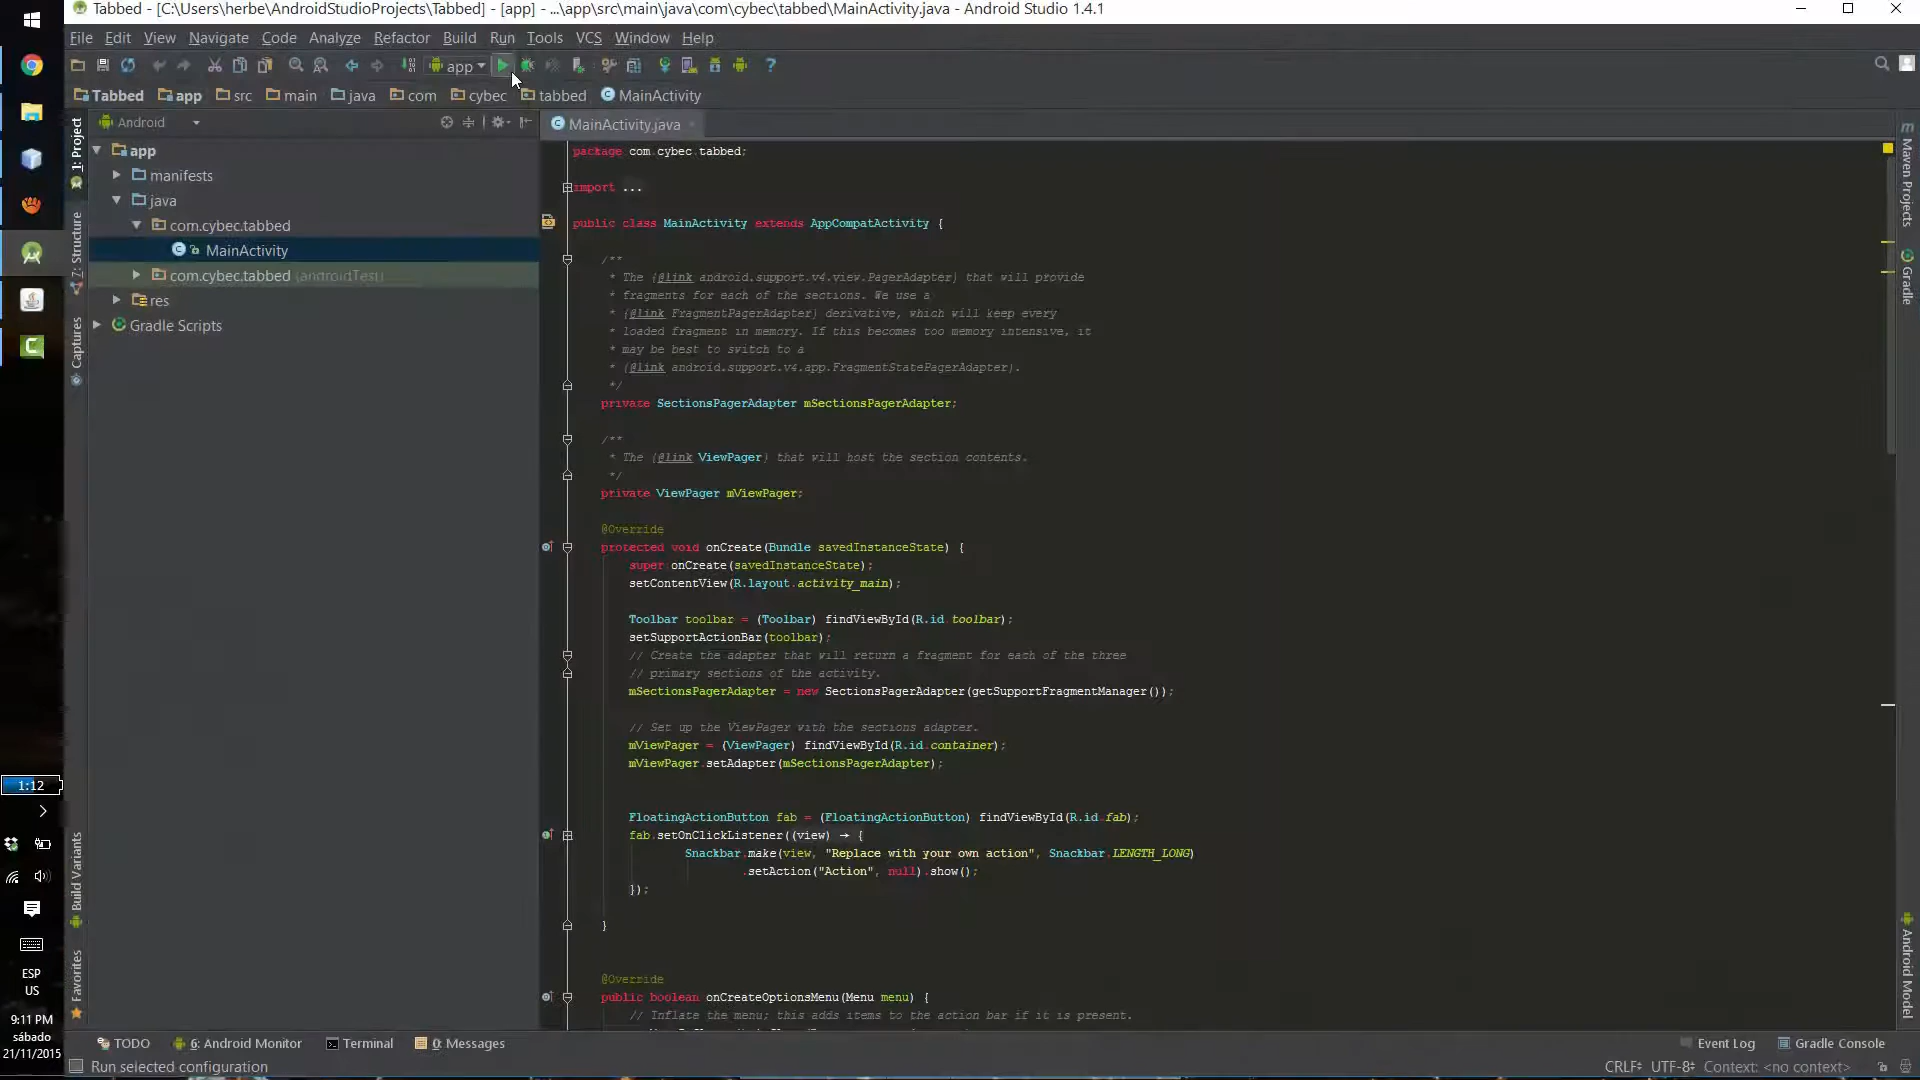 Tabbed - [C:\Users\herbe\AndroidStudioProjects\Tabbed] - [app] - ...\app\src\main\java\com\cybec\tabbed\MainActivity.java - Android Studio 1.4.1
File Edit View Navigate Code Analyze Refactor Build Run Tools VCS Window Help
app
Tabbed app src main java com cybec tabbed MainActivity
Android
MainActivity.java
1: Project
7: Structure
Captures
Build Variants
Favorites
app
manifests
java
com.cybec.tabbed
MainActivity
com.cybec.tabbed (androidTest)
res
Gradle Scripts
package com.cybec.tabbed;
import ...
public class MainActivity extends AppCompatActivity {
/**
* The {@link android.support.v4.view.PagerAdapter} that will provide
* fragments for each of the sections. We use a
* {@link FragmentPagerAdapter} derivative, which will keep every
* loaded fragment in memory. If this becomes too memory intensive, it
* may be best to switch to a
* {@link android.support.v4.app.FragmentStatePagerAdapter}.
*/
private SectionsPagerAdapter mSectionsPagerAdapter;
/**
* The {@link ViewPager} that will host the section contents.
*/
private ViewPager mViewPager;
@Override
protected void onCreate(Bundle savedInstanceState) {
super.onCreate(savedInstanceState);
setContentView(R.layout.activity_main);
Toolbar toolbar = (Toolbar) findViewById(R.id.toolbar);
setSupportActionBar(toolbar);
// Create the adapter that will return a fragment for each of the three
// primary sections of the activity.
mSectionsPagerAdapter = new SectionsPagerAdapter(getSupportFragmentManager());
// Set up the ViewPager with the sections adapter.
mViewPager = (ViewPager) findViewById(R.id.container);
mViewPager.setAdapter(mSectionsPagerAdapter);
FloatingActionButton fab = (FloatingActionButton) findViewById(R.id.fab);
fab.setOnClickListener((view) → {
Snackbar.make(view, "Replace with your own action", Snackbar.LENGTH_LONG)
.setAction("Action", null).show();
});
}
@Override
public boolean onCreateOptionsMenu(Menu menu) {
// Inflate the menu; this adds items to the action bar if it is present.
Maven Projects
Gradle
Android Model
TODO 6: Android Monitor Terminal 0: Messages Event Log Gradle Console
Run selected configuration CRLF UTF-8 Context: <no context>
1:12
ESP
US
9:11 PM
sábado
21/11/2015